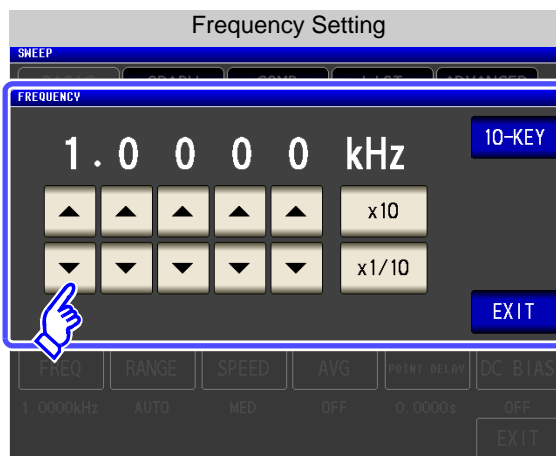 Frequency Setting
SWEEP
FREQUENCY
1.0000 kHz
10-KEY
x10
x1/10
EXIT
FREQ RANGE SPEED AVG POINT DELAY DC BIAS
1.0000kHz AUTO MED OFF 0.0000s OFF
EXIT